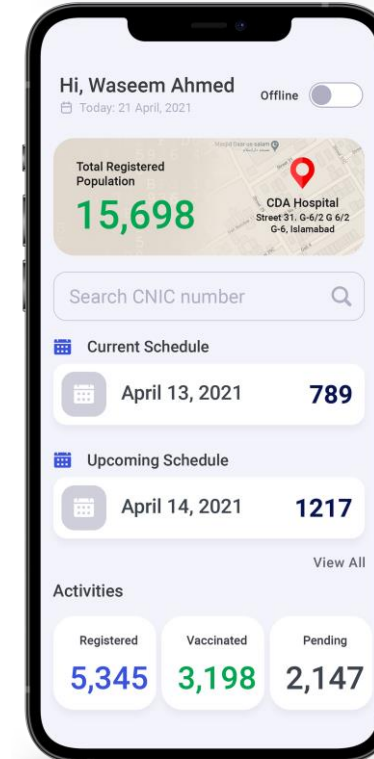 Hi, Waseem Ahmed
Offline
Today: 21 April, 2021
Total Registered
Population
15,698
CDA Hospital
Street 31. G-6/2 G 6/2
G-6, Islamabad
Search CNIC number
Current Schedule
April 13, 2021
789
Upcoming Schedule
April 14, 2021
1217
View All
Activities
Registered
Vaccinated
Pending
5,345
3,198
2,147